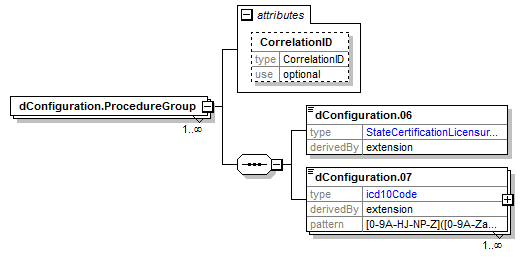 attributes
CorrelationID
type CorrelationID
use optional
dConfiguration.ProcedureGroup
1..∞
dConfiguration.06
type StateCertificationLicensur...
derivedBy extension
dConfiguration.07
type icd10Code
derivedBy extension
pattern [0-9A-HJ-NP-Z]([0-9A-Za...
1..∞